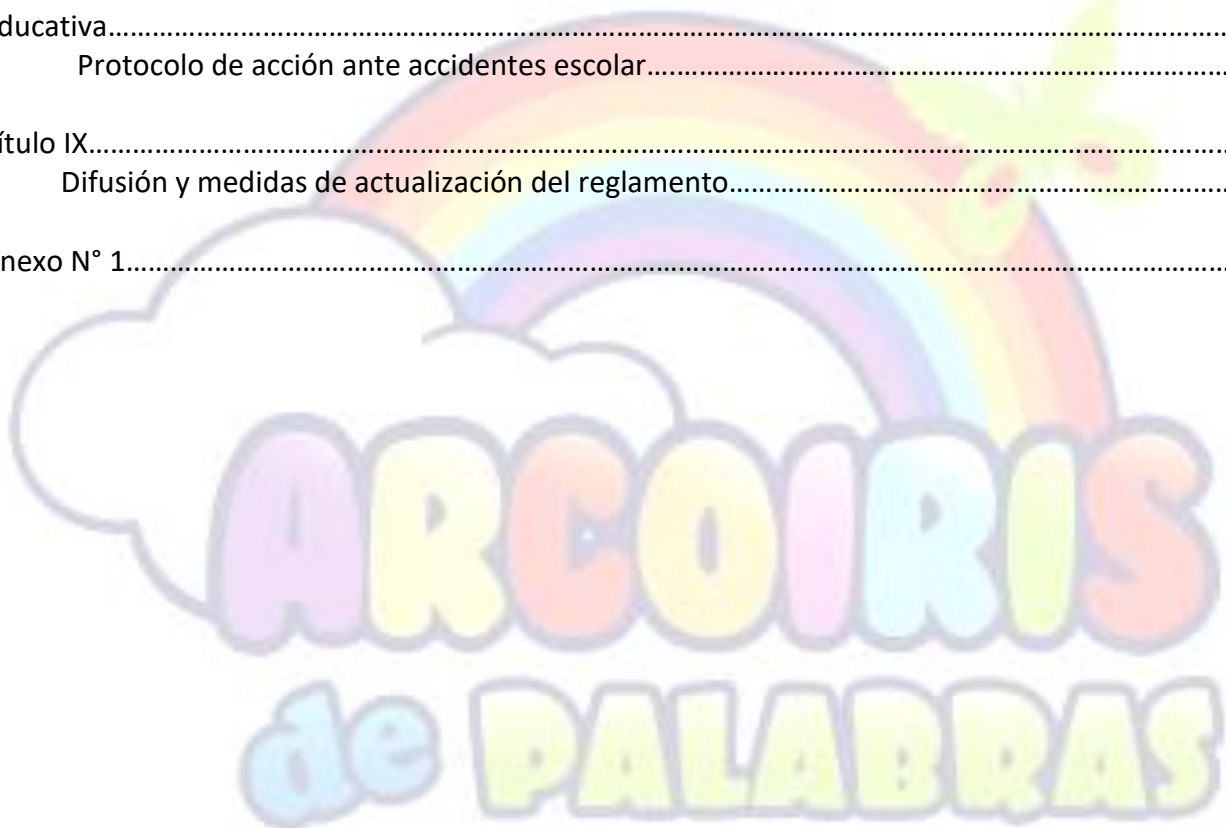 ducativa……………………………………………………………………………………………………
Protocolo de acción ante accidentes escolar………………………………………………
ítulo IX……………………………………………………………………………………………………
Difusión y medidas de actualización del reglamento…………………………………………
nexo N° 1…………………………………………………………………………………………………
ARCOIRIS
de PALABRAS